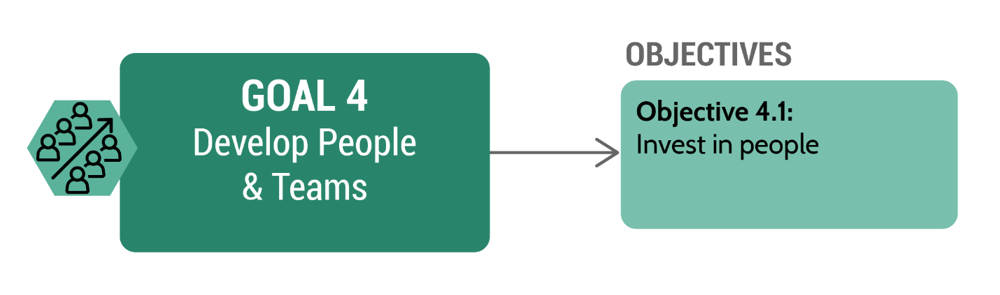 GOAL 4
Develop People
& Teams
OBJECTIVES
Objective 4.1:
Invest in people